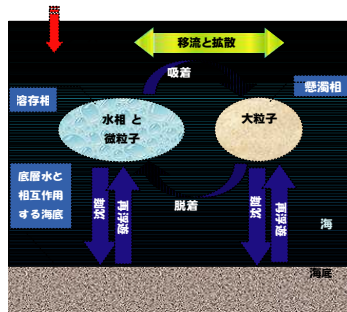 移流と拡散
吸着
懸濁相
溶存相
水相 と
微粒子
大粒子
底層水と
相互作用
する海底
脱着
沈殿
再浮遊
沈殿
再浮遊
海
海底